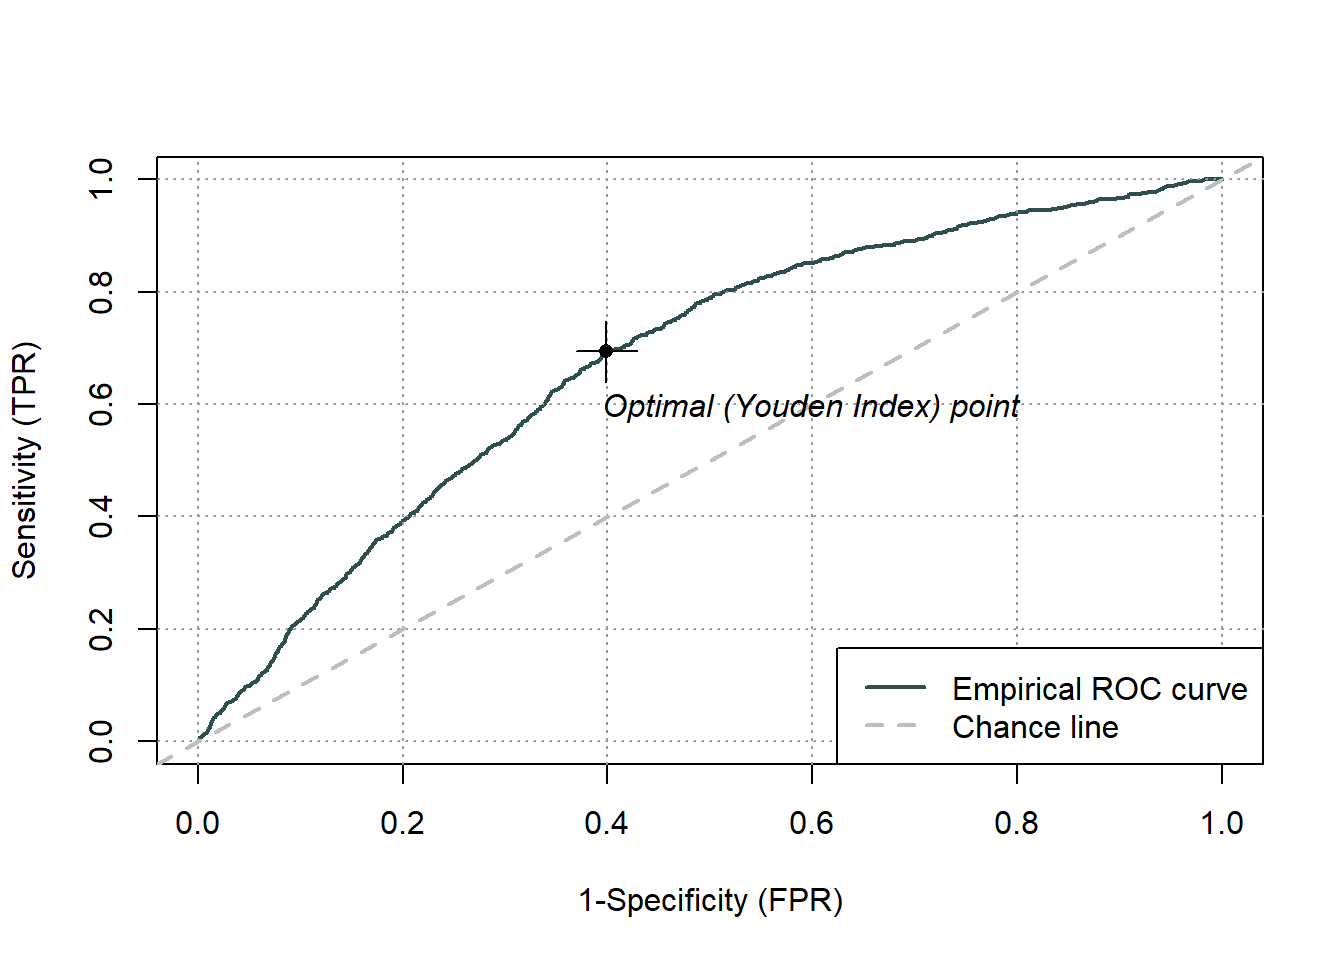 Sensitivity (TPR)
1.0
0.8
0.6
0.4
0.2
0.0
Optimal (Youden Index) point
Empirical ROC curve
Chance line
0.0 0.2 0.4 0.6 0.8 1.0
1-Specificity (FPR)